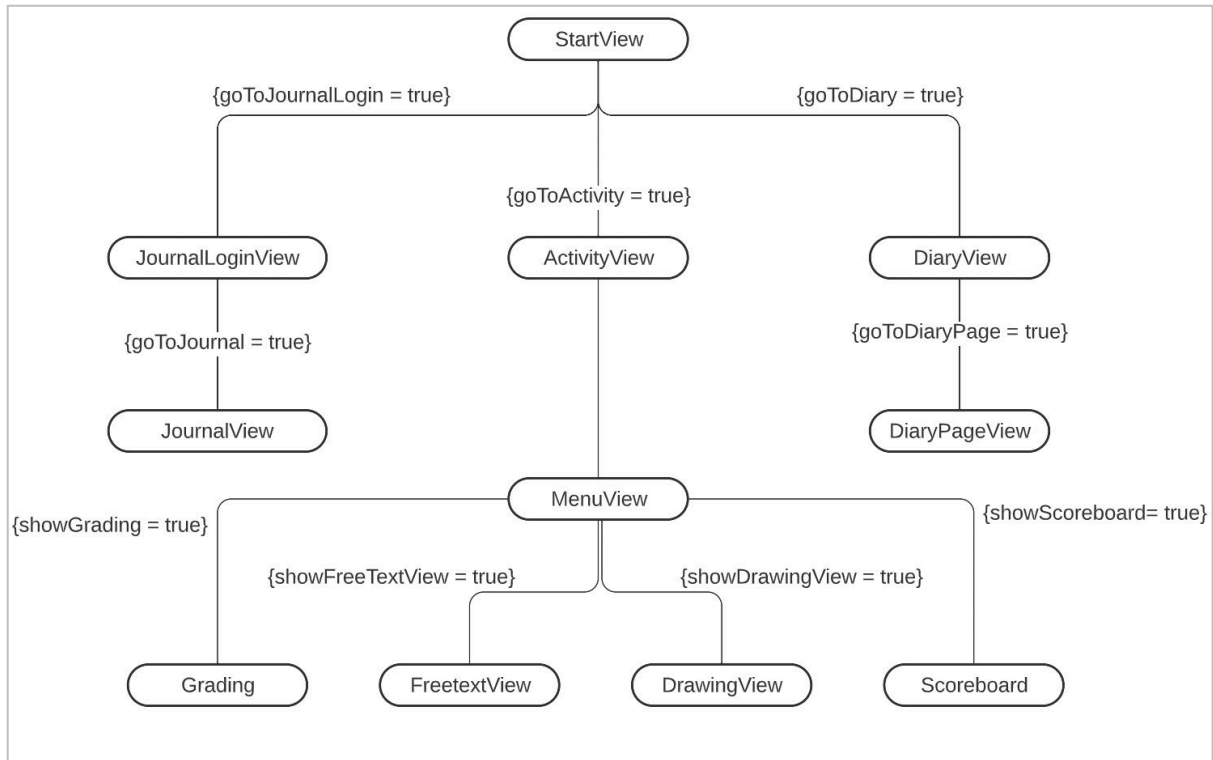 StartView
{goToJournalLogin = true}
{goToDiary = true}
{goToActivity = true}
JournalLoginView
ActivityView
DiaryView
{goToJournal = true}
{goToDiaryPage = true}
JournalView
DiaryPageView
MenuView
{showGrading = true}
{showScoreboard= true}
{showFreeTextView = true}
{showDrawingView = true}
Grading
FreetextView
DrawingView
Scoreboard